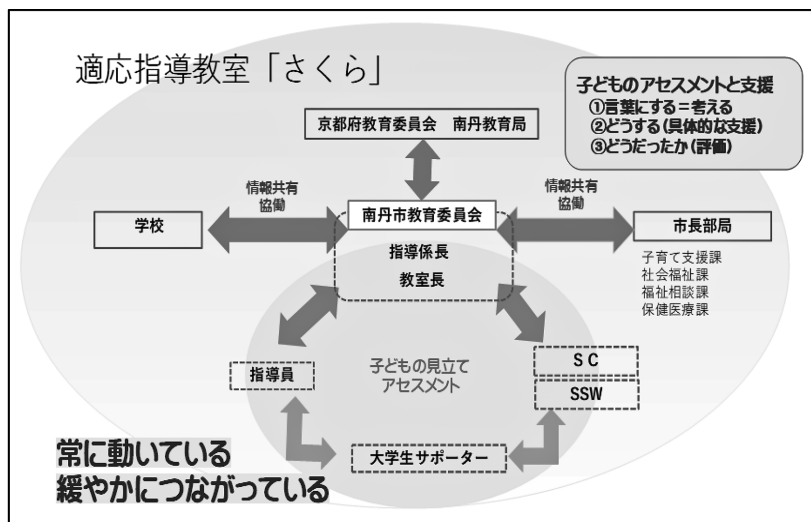 適応指導教室「さくら」
子どものアセスメントと支援
①言葉にする＝考える
②どうする(具体的な支援)
③どうだったか(評価)
京都府教育委員会　南丹教育局
情報共有
協働
情報共有
協働
学校
南丹市教育委員会
市長部局
指導係長
教室長
子育て支援課
社会福祉課
福祉相談課
保健医療課
指導員
子どもの見立て
アセスメント
ＳＣ
SSW
大学生サポーター
常に動いている
緩やかにつながっている